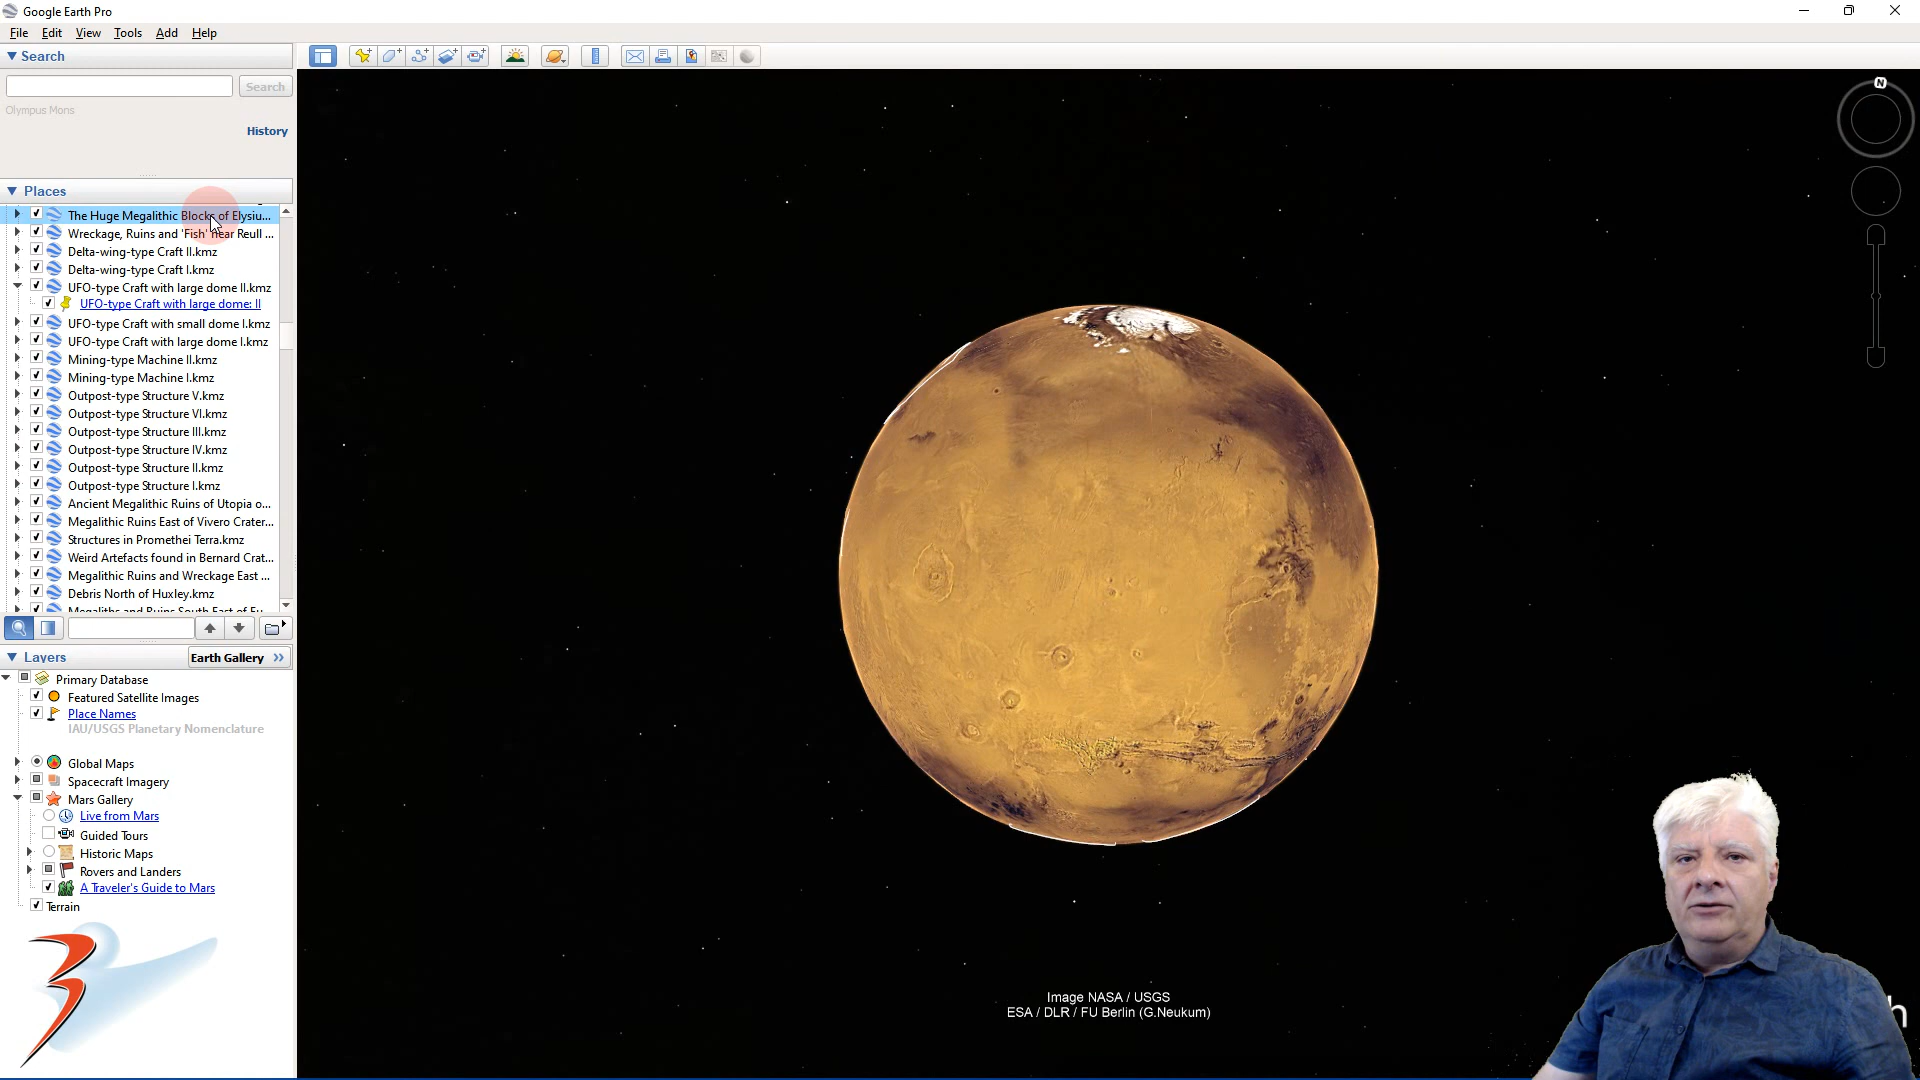 Google Earth Pro
File Edit View Tools Add Help
Search
Search
Olympus Mons
History
Places
The Huge Megalithic Blocks of Elysiu...
Wreckage, Ruins and 'Fish' near Reull ...
Delta-wing-type Craft II.kmz
Delta-wing-type Craft I.kmz
UFO-type Craft with large dome II.kmz
UFO-type Craft with large dome: II
UFO-type Craft with small dome I.kmz
UFO-type Craft with large dome I.kmz
Mining-type Machine II.kmz
Mining-type Machine I.kmz
Outpost-type Structure V.kmz
Outpost-type Structure VI.kmz
Outpost-type Structure III.kmz
Outpost-type Structure IV.kmz
Outpost-type Structure II.kmz
Outpost-type Structure I.kmz
Ancient Megalithic Ruins of Utopia o...
Megalithic Ruins East of Vivero Crater...
Structures in Promethei Terra.kmz
Weird Artefacts found in Bernard Crat...
Megalithic Ruins and Wreckage East ...
Debris North of Huxley.kmz
Megaliths and Ruins South East of Eu...
Layers
Earth Gallery »
Primary Database
Featured Satellite Images
Place Names
IAU/USGS Planetary Nomenclature
Global Maps
Spacecraft Imagery
Mars Gallery
Live from Mars
Guided Tours
Historic Maps
Rovers and Landers
A Traveler's Guide to Mars
Terrain
N
Image NASA / USGS
ESA / DLR / FU Berlin (G.Neukum)